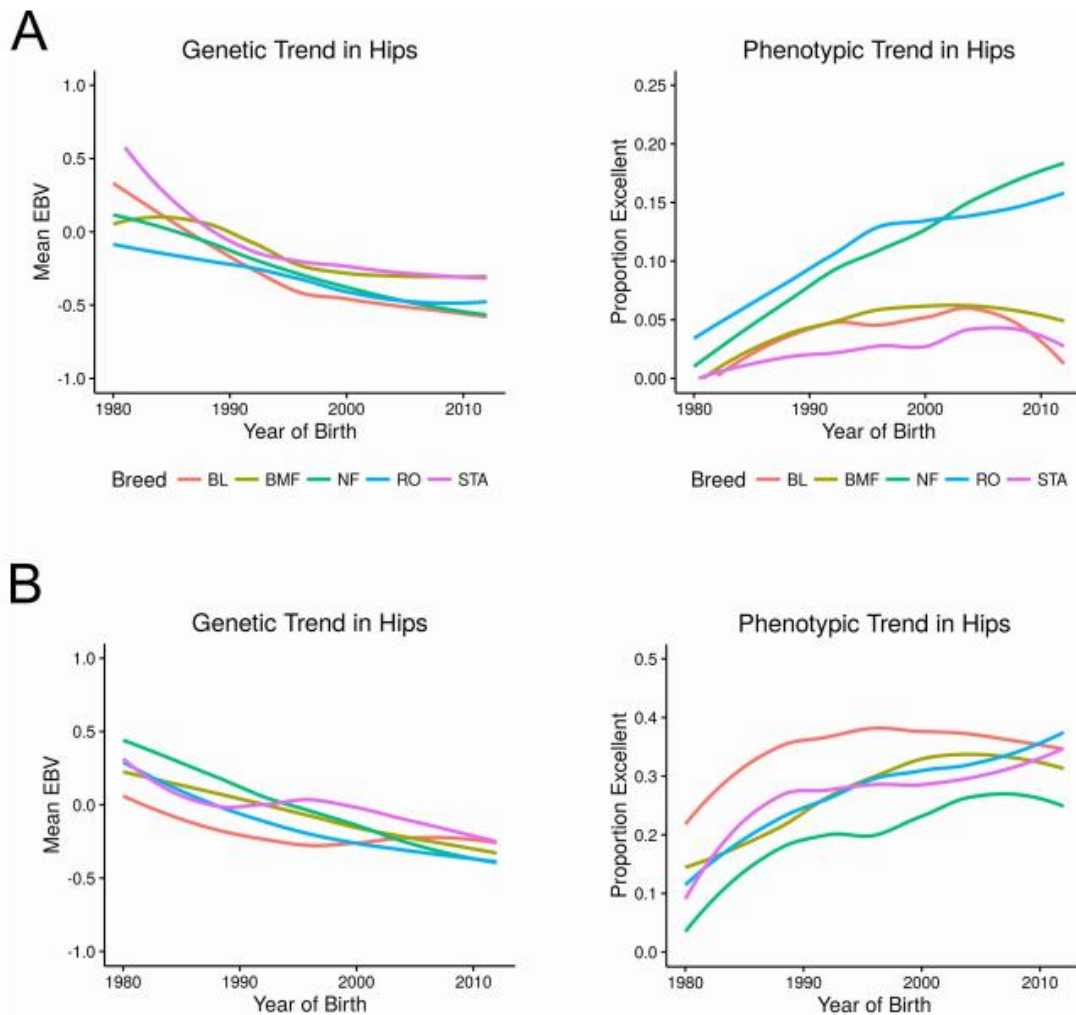 A
Genetic Trend in Hips
Mean EBV
1.0
0.5
0.0
-0.5
-1.0
1980 1990 2000 2010
Year of Birth
Breed BL BMF NF RO STA
Phenotypic Trend in Hips
Proportion Excellent
0.25
0.20
0.15
0.10
0.05
0.00
1980 1990 2000 2010
Year of Birth
Breed BL BMF NF RO STA
B
Genetic Trend in Hips
Mean EBV
1.0
0.5
0.0
-0.5
-1.0
1980 1990 2000 2010
Year of Birth
Phenotypic Trend in Hips
Proportion Excellent
0.5
0.4
0.3
0.2
0.1
0.0
1980 1990 2000 2010
Year of Birth